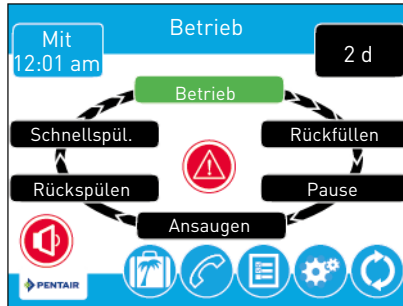 Mit
12:01 am
Betrieb
2 d
Betrieb
Schnellspül.
Rückfüllen
Rückspülen
Pause
Ansaugen
PENTAIR